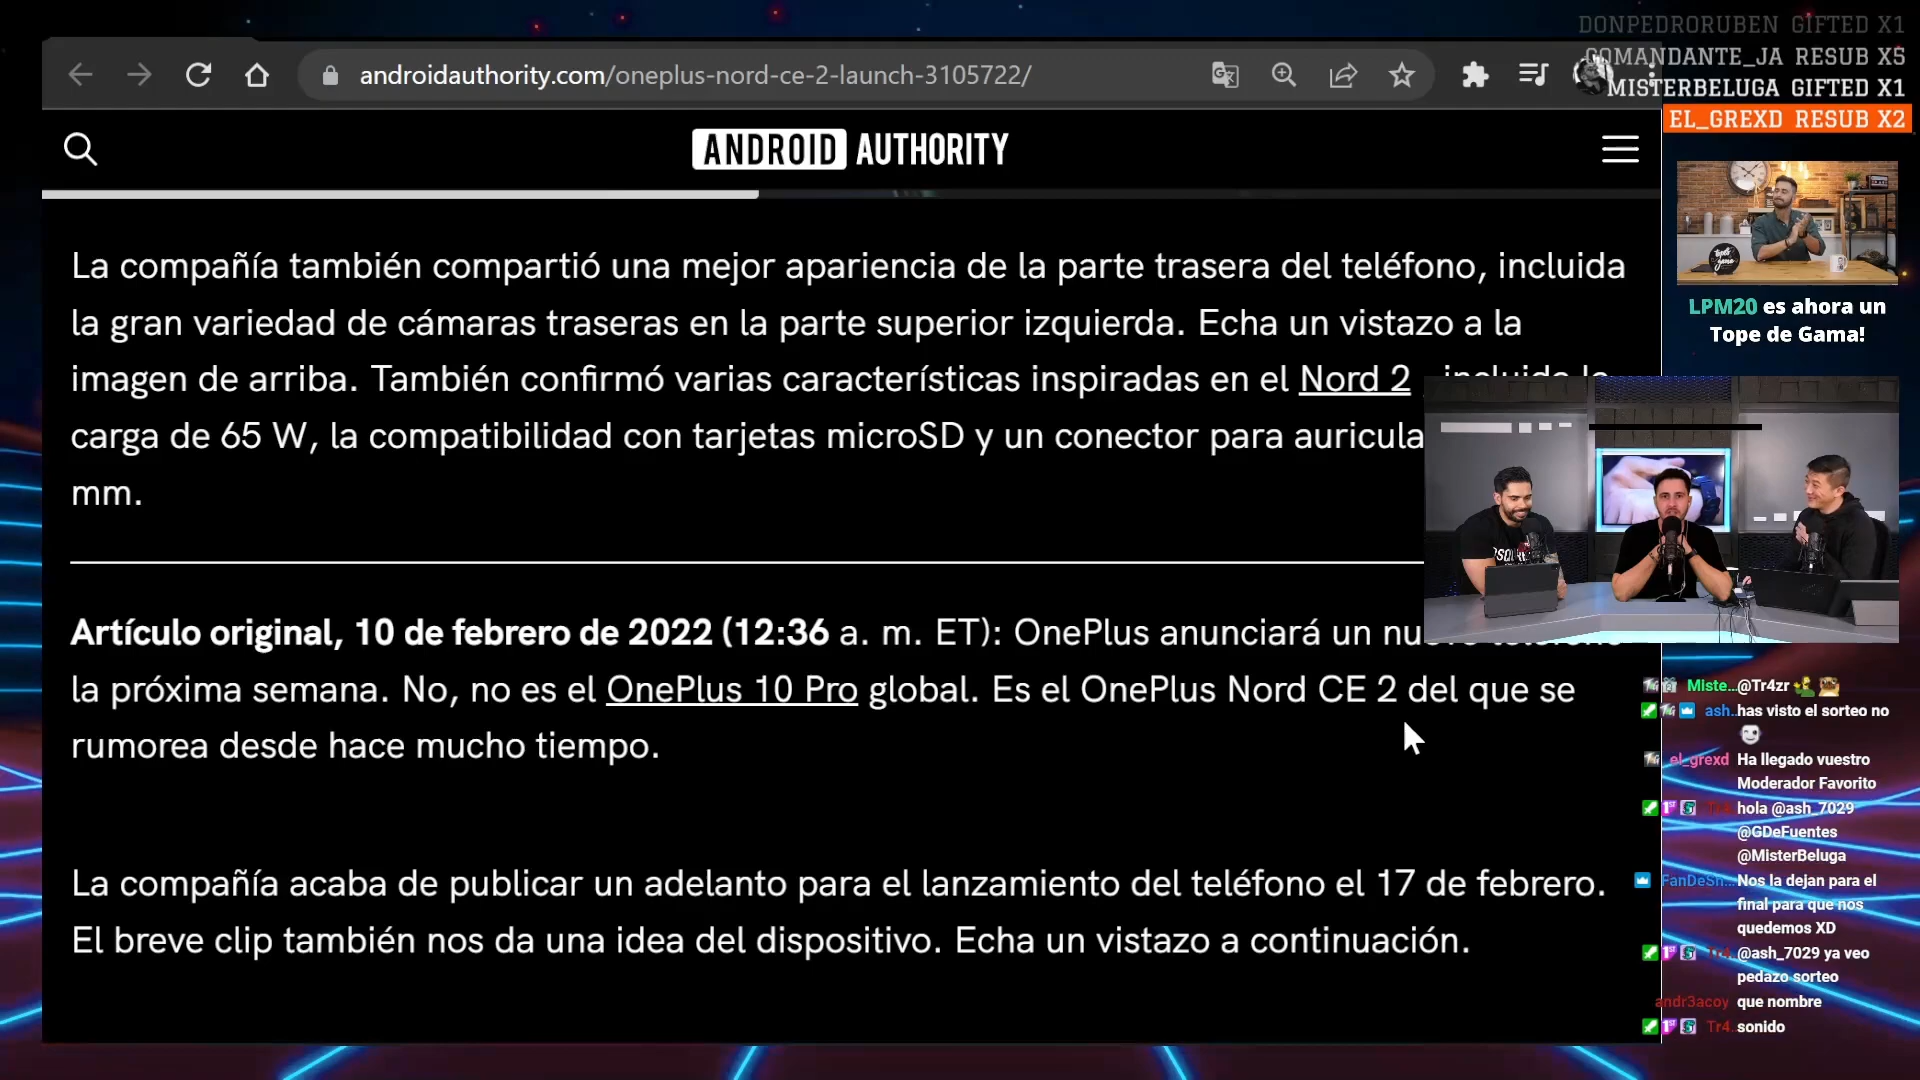 DONPEDRORUBEN GIFTED X1
COMANDANTE_JA RESUB X5
MISTERBELUGA GIFTED X1
EL_GREXD RESUB X2
androidauthority.com/oneplus-nord-ce-2-launch-3105722/
ANDROID AUTHORITY
La compañía también compartió una mejor apariencia de la parte trasera del teléfono, incluida
la gran variedad de cámaras traseras en la parte superior izquierda. Echa un vistazo a la
imagen de arriba. También confirmó varias características inspiradas en el Nord 2 , incluido la
carga de 65 W, la compatibilidad con tarjetas microSD y un conector para auricula
mm.
Artículo original, 10 de febrero de 2022 (12:36 a. m. ET): OnePlus anunciará un nuevo teléfono
la próxima semana. No, no es el OnePlus 10 Pro global. Es el OnePlus Nord CE 2 del que se
rumorea desde hace mucho tiempo.
La compañía acaba de publicar un adelanto para el lanzamiento del teléfono el 17 de febrero.
El breve clip también nos da una idea del dispositivo. Echa un vistazo a continuación.
LPM20 es ahora un
Tope de Gama!
Miste... @Tr4zr
ash... has visto el sorteo no
el_grexd Ha llegado vuestro
Moderador Favorito
Tr4... hola @ash_7029
@GDeFuentes
@MisterBeluga
FanDeSh... Nos la dejan para el
final para que nos
quedemos XD
Tr4... @ash_7029 ya veo
pedazo sorteo
andr3acoy que nombre
Tr4... sonido